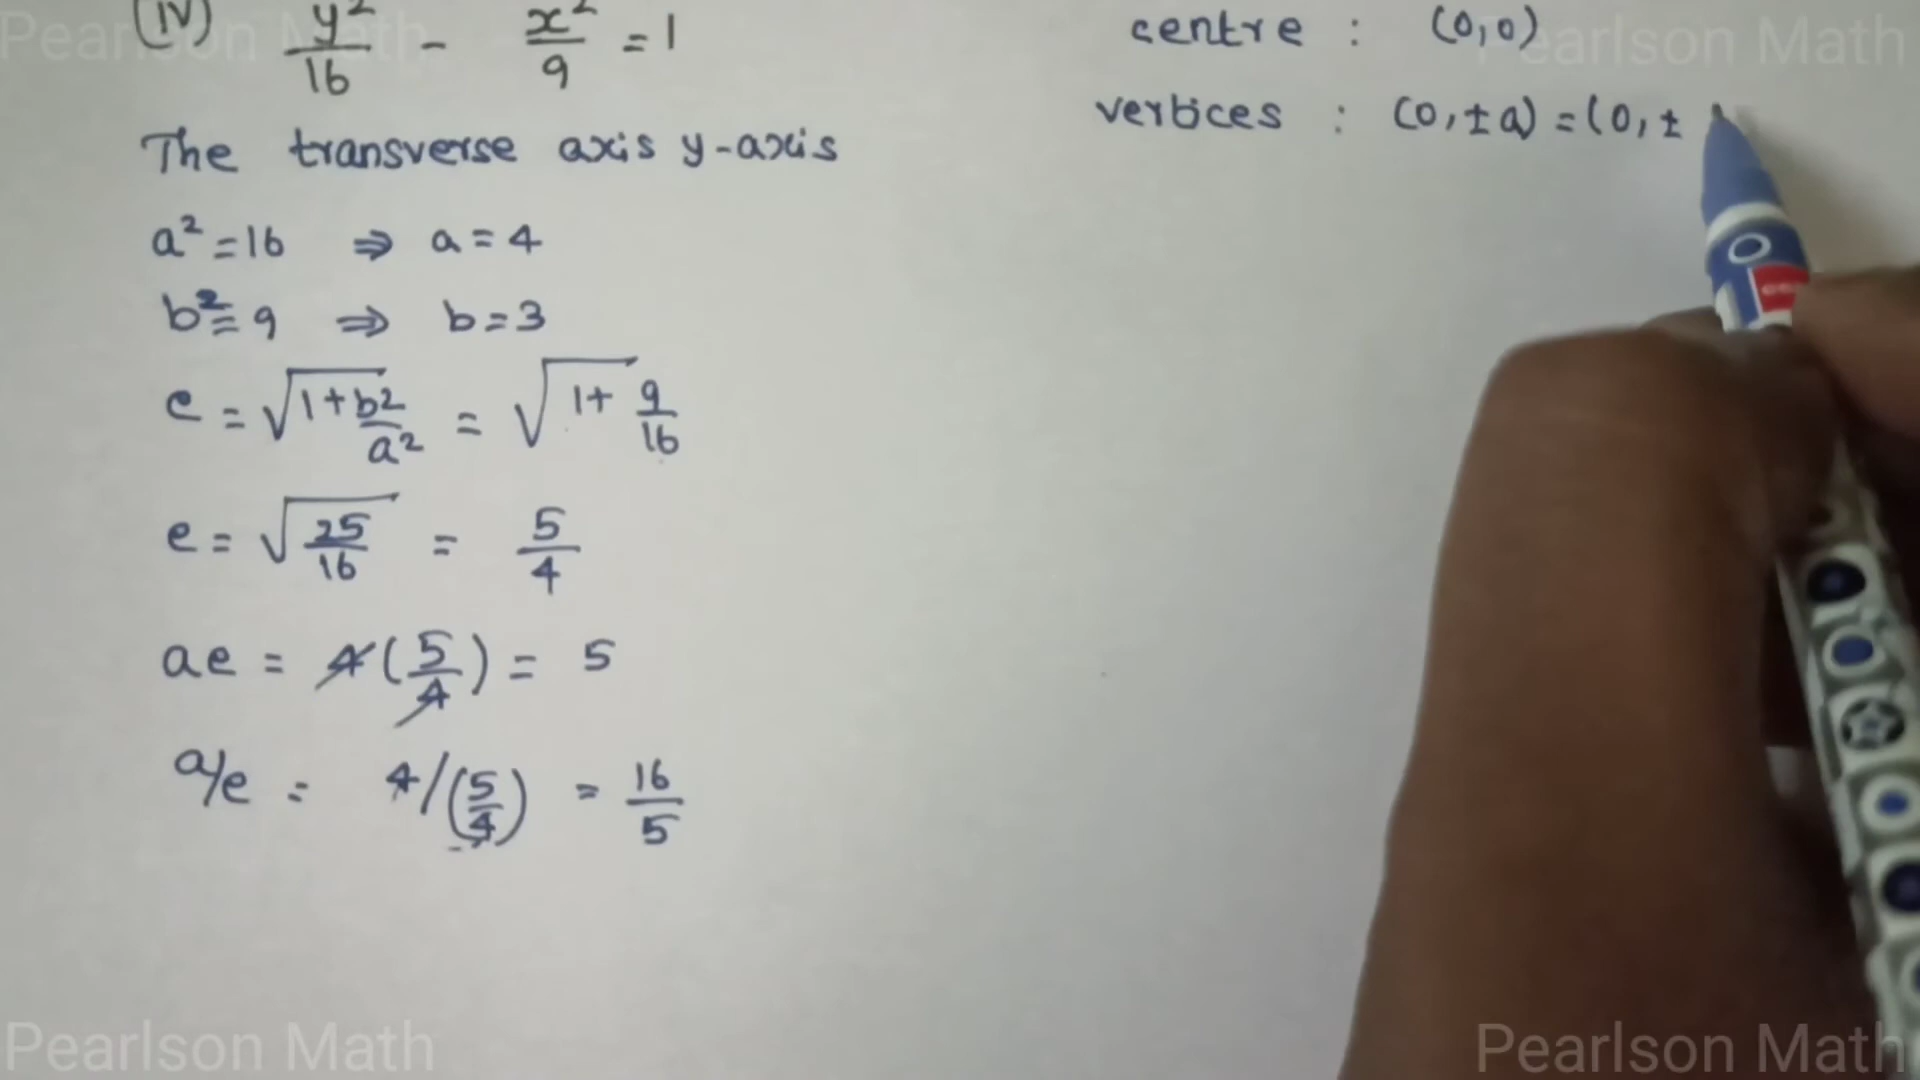 (iv) y²/16 - x²/9 = 1
The transverse axis y-axis
a² = 16 ⇒ a = 4
b² = 9 ⇒ b = 3
e = √1 + b²/a² = √1 + 9/16
e = √25/16 = 5/4
ae = 4(5/4) = 5
a/e = 4/(5/4) = 16/5
centre : (0,0)
vertices : (0, ±a) = (0, ±
Pearlson Math
Pearlson Math
Pearlson Math
Pearlson Math